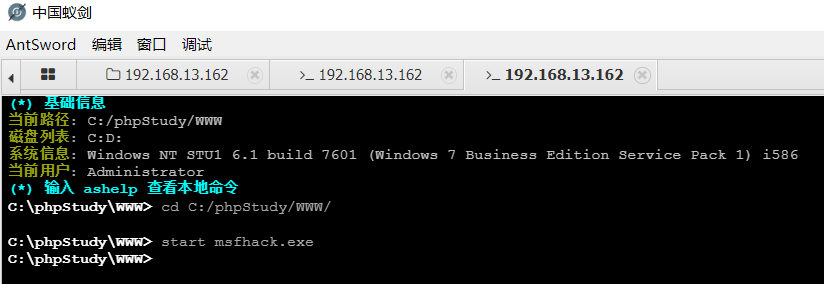 中国蚁剑
AntSword 编辑 窗口 调试
192.168.13.162 >_ 192.168.13.162 >_ 192.168.13.162
(*) 基础信息
当前路径: C:/phpStudy/WWW
磁盘列表: C:D:
系统信息: Windows NT STU1 6.1 build 7601 (Windows 7 Business Edition Service Pack 1) i586
当前用户: Administrator
(*) 输入 ashelp 查看本地命令
C:\phpStudy\WWW> cd C:/phpStudy/WWW/
C:\phpStudy\WWW> start msfhack.exe
C:\phpStudy\WWW>